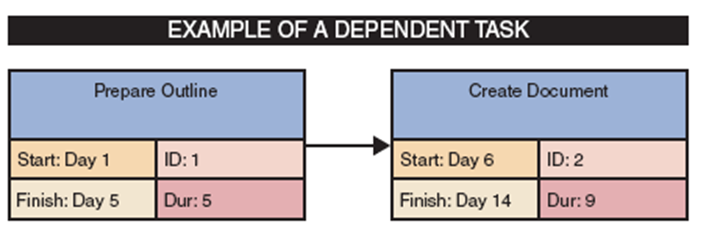 EXAMPLE OF A DEPENDENT TASK
Prepare Outline
Start: Day 1
ID: 1
Finish: Day 5
Dur: 5
Create Document
Start: Day 6
ID: 2
Finish: Day 14
Dur: 9